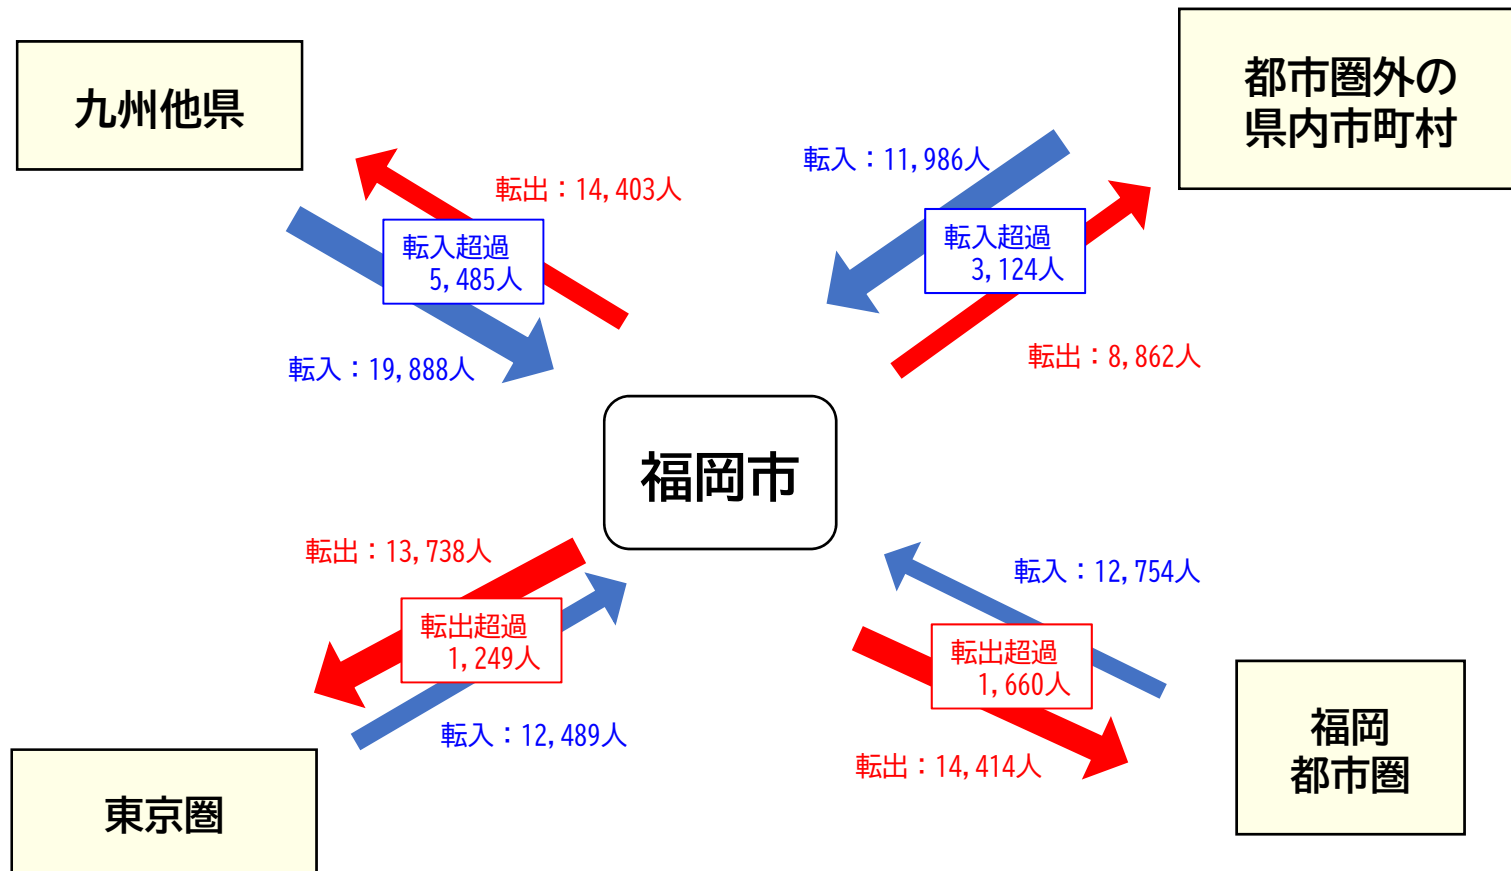 九州他県
転出：14,403人
転入超過
5,485人
転入：19,888人
都市圏外の
県内市町村
転入：11,986人
転入超過
3,124人
転出：8,862人
福岡市
転出：13,738人
転出超過
1,249人
転入：12,489人
東京圏
転入：12,754人
転出超過
1,660人
転出：14,414人
福岡
都市圏